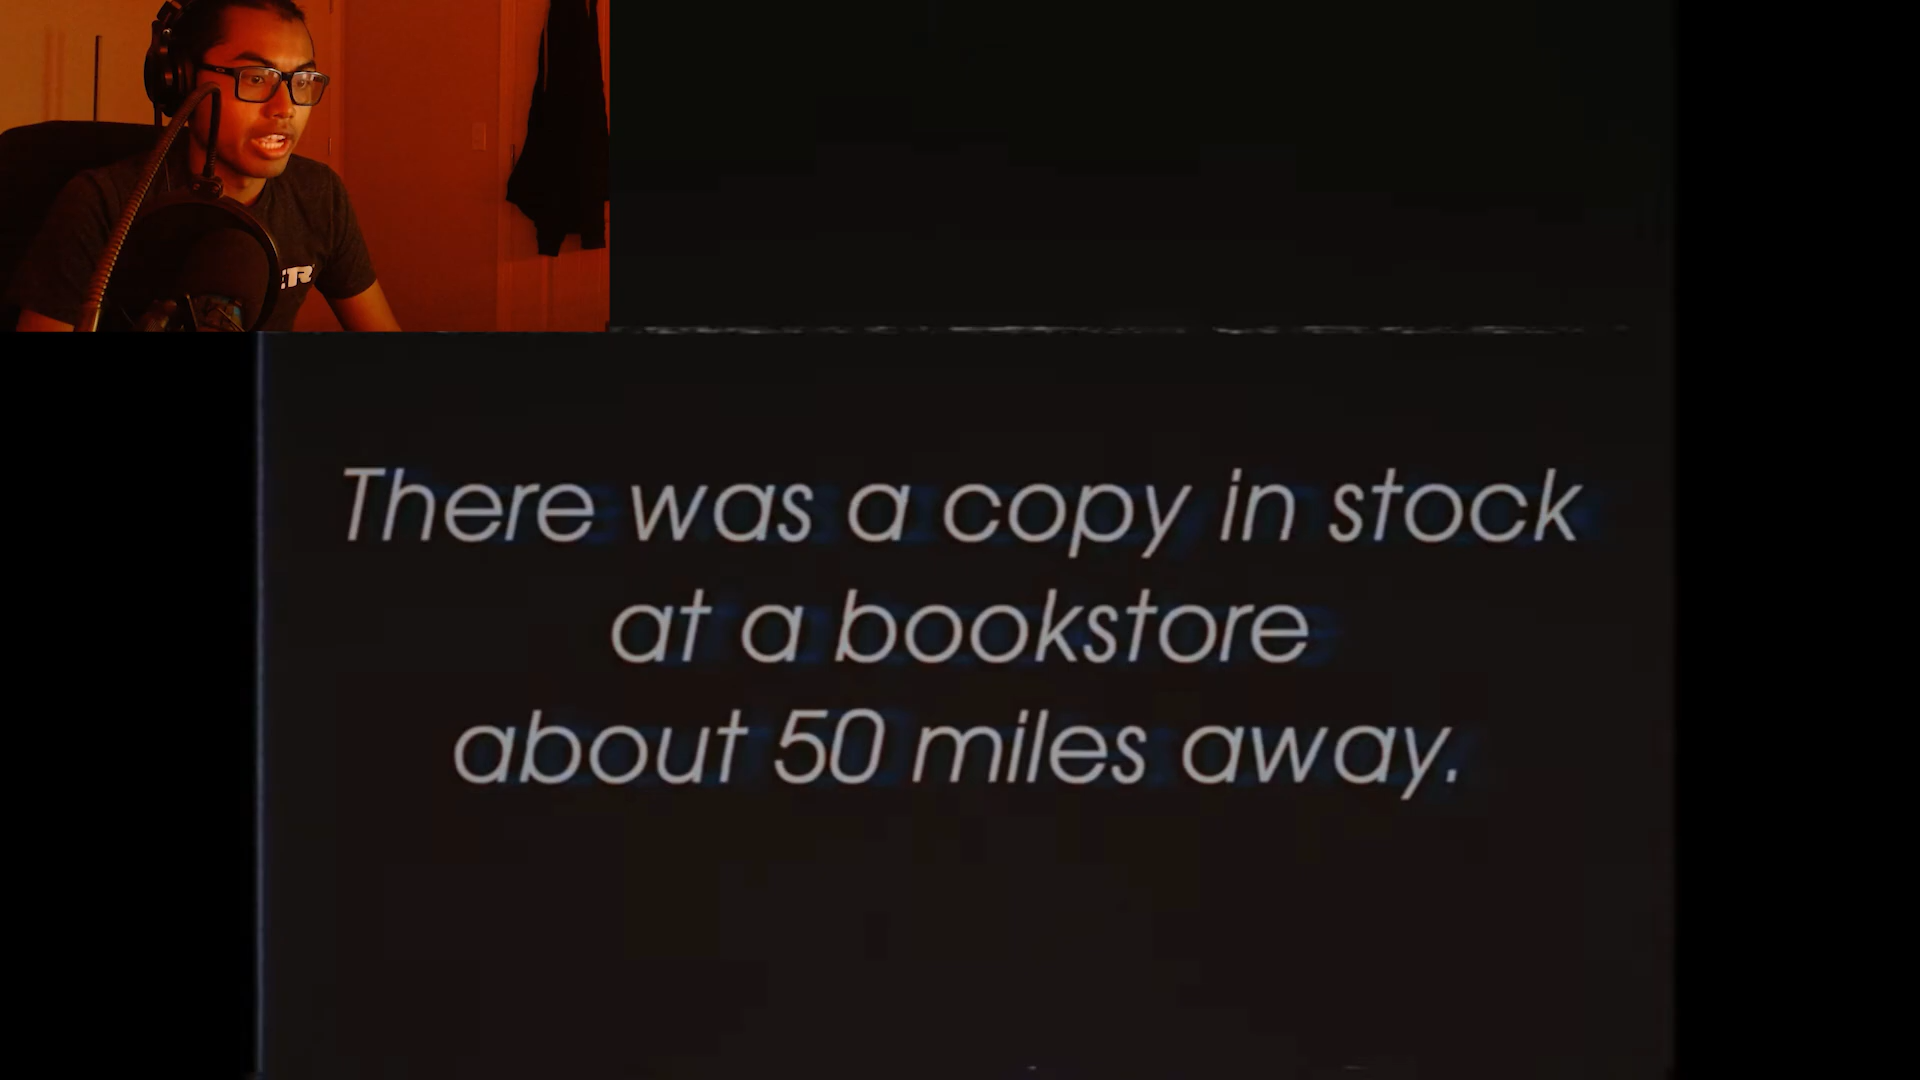 There was a copy in stock
at a bookstore
about 50 miles away.